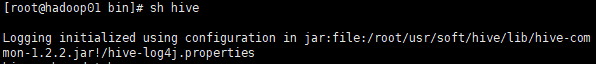 [root@hadoop01 bin]# sh hive
Logging initialized using configuration in jar:file:/root/usr/soft/hive/lib/hive-com
mon-1.2.2.jar!/hive-log4j.properties